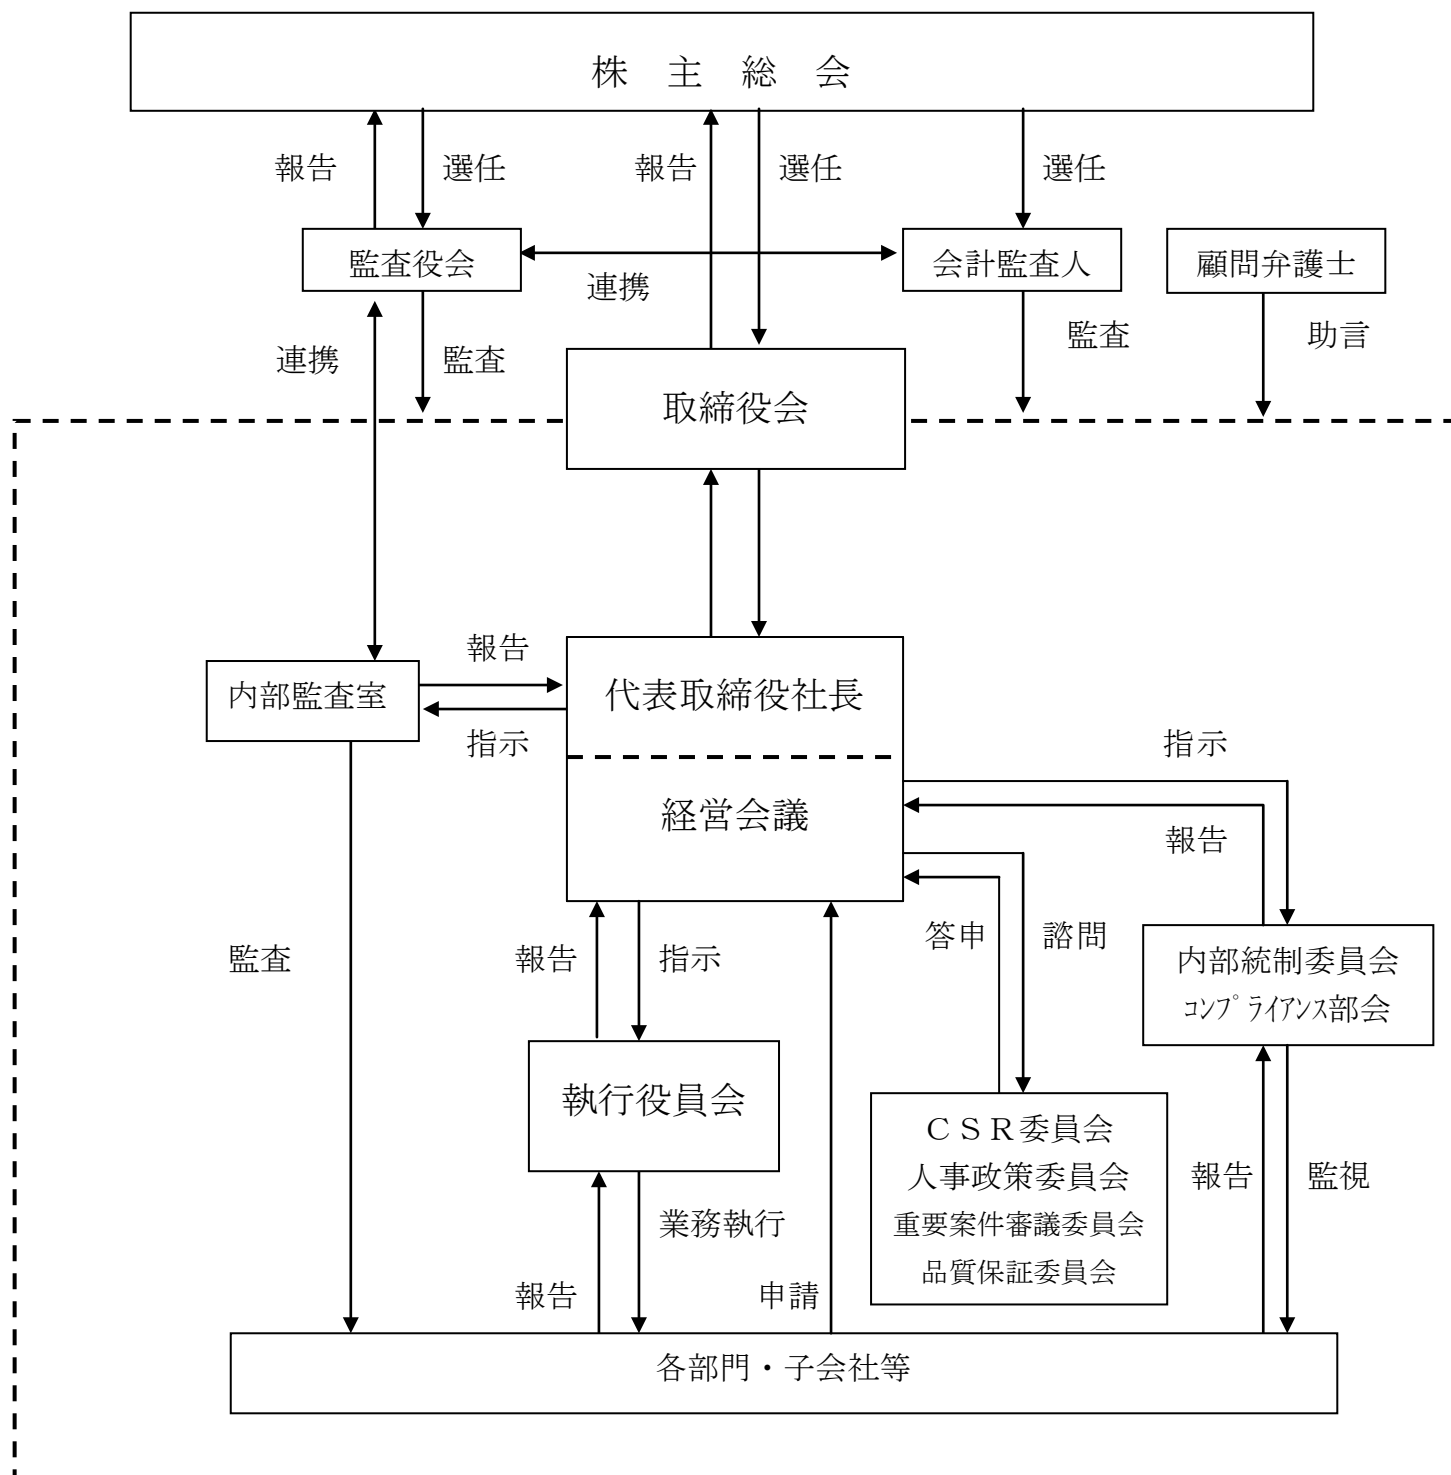 株　主　総　会
報告
選任
報告
選任
選任
監査役会
会計監査人
顧問弁護士
連携
連携
監査
監査
助言
取締役会
報告
内部監査室
代表取締役社長
指示
指示
経営会議
報告
監査
報告
指示
答申
諮問
内部統制委員会
ｺﾝﾌﾟﾗｲｱﾝｽ部会
執行役員会
ＣＳＲ委員会
人事政策委員会
重要案件審議委員会
品質保証委員会
報告
監視
業務執行
報告
申請
各部門・子会社等